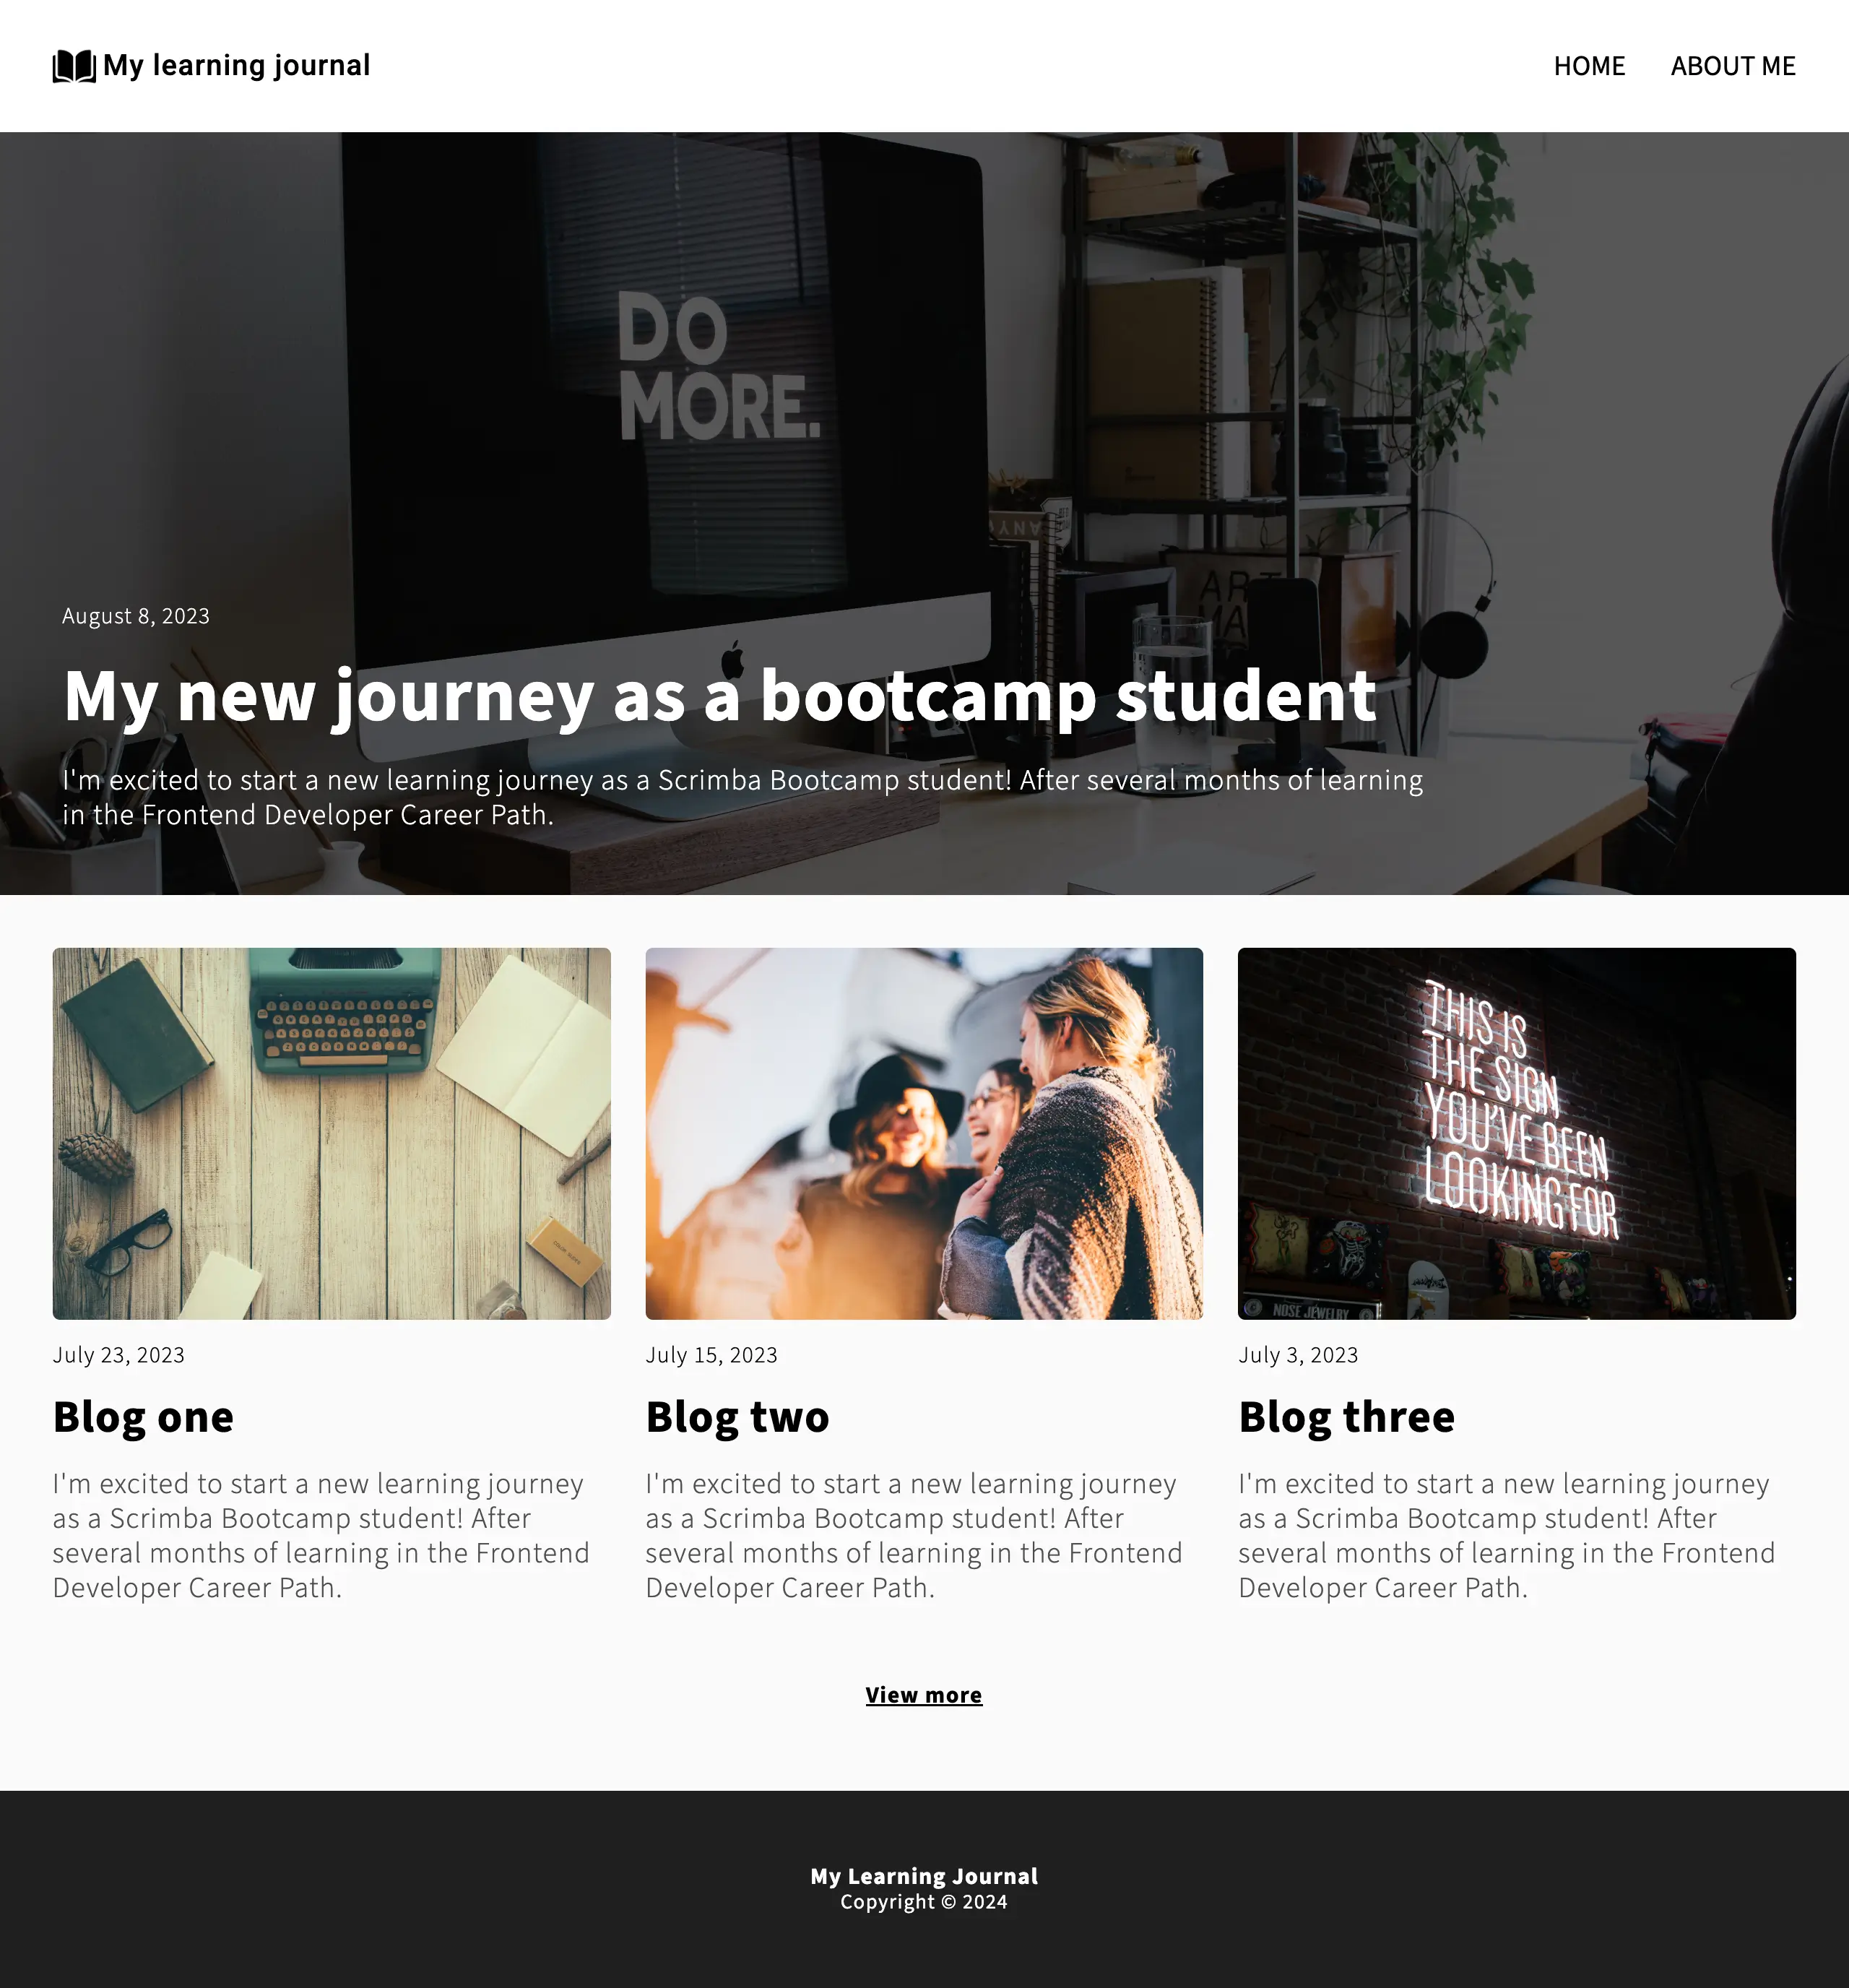 My learning journal
HOME
ABOUT ME
DO
MORE.
ART
August 8, 2023
My new journey as a bootcamp student
I'm excited to start a new learning journey as a Scrimba Bootcamp student! After several months of learning
in the Frontend Developer Career Path.
THIS IS
THE SIGN
YOU'VE BEEN
LOOKING FOR
NOSE JEWELRY
July 23, 2023
Blog one
I'm excited to start a new learning journey
as a Scrimba Bootcamp student! After
several months of learning in the Frontend
Developer Career Path.
July 15, 2023
Blog two
I'm excited to start a new learning journey
as a Scrimba Bootcamp student! After
several months of learning in the Frontend
Developer Career Path.
July 3, 2023
Blog three
I'm excited to start a new learning journey
as a Scrimba Bootcamp student! After
several months of learning in the Frontend
Developer Career Path.
View more
My Learning Journal
Copyright © 2024